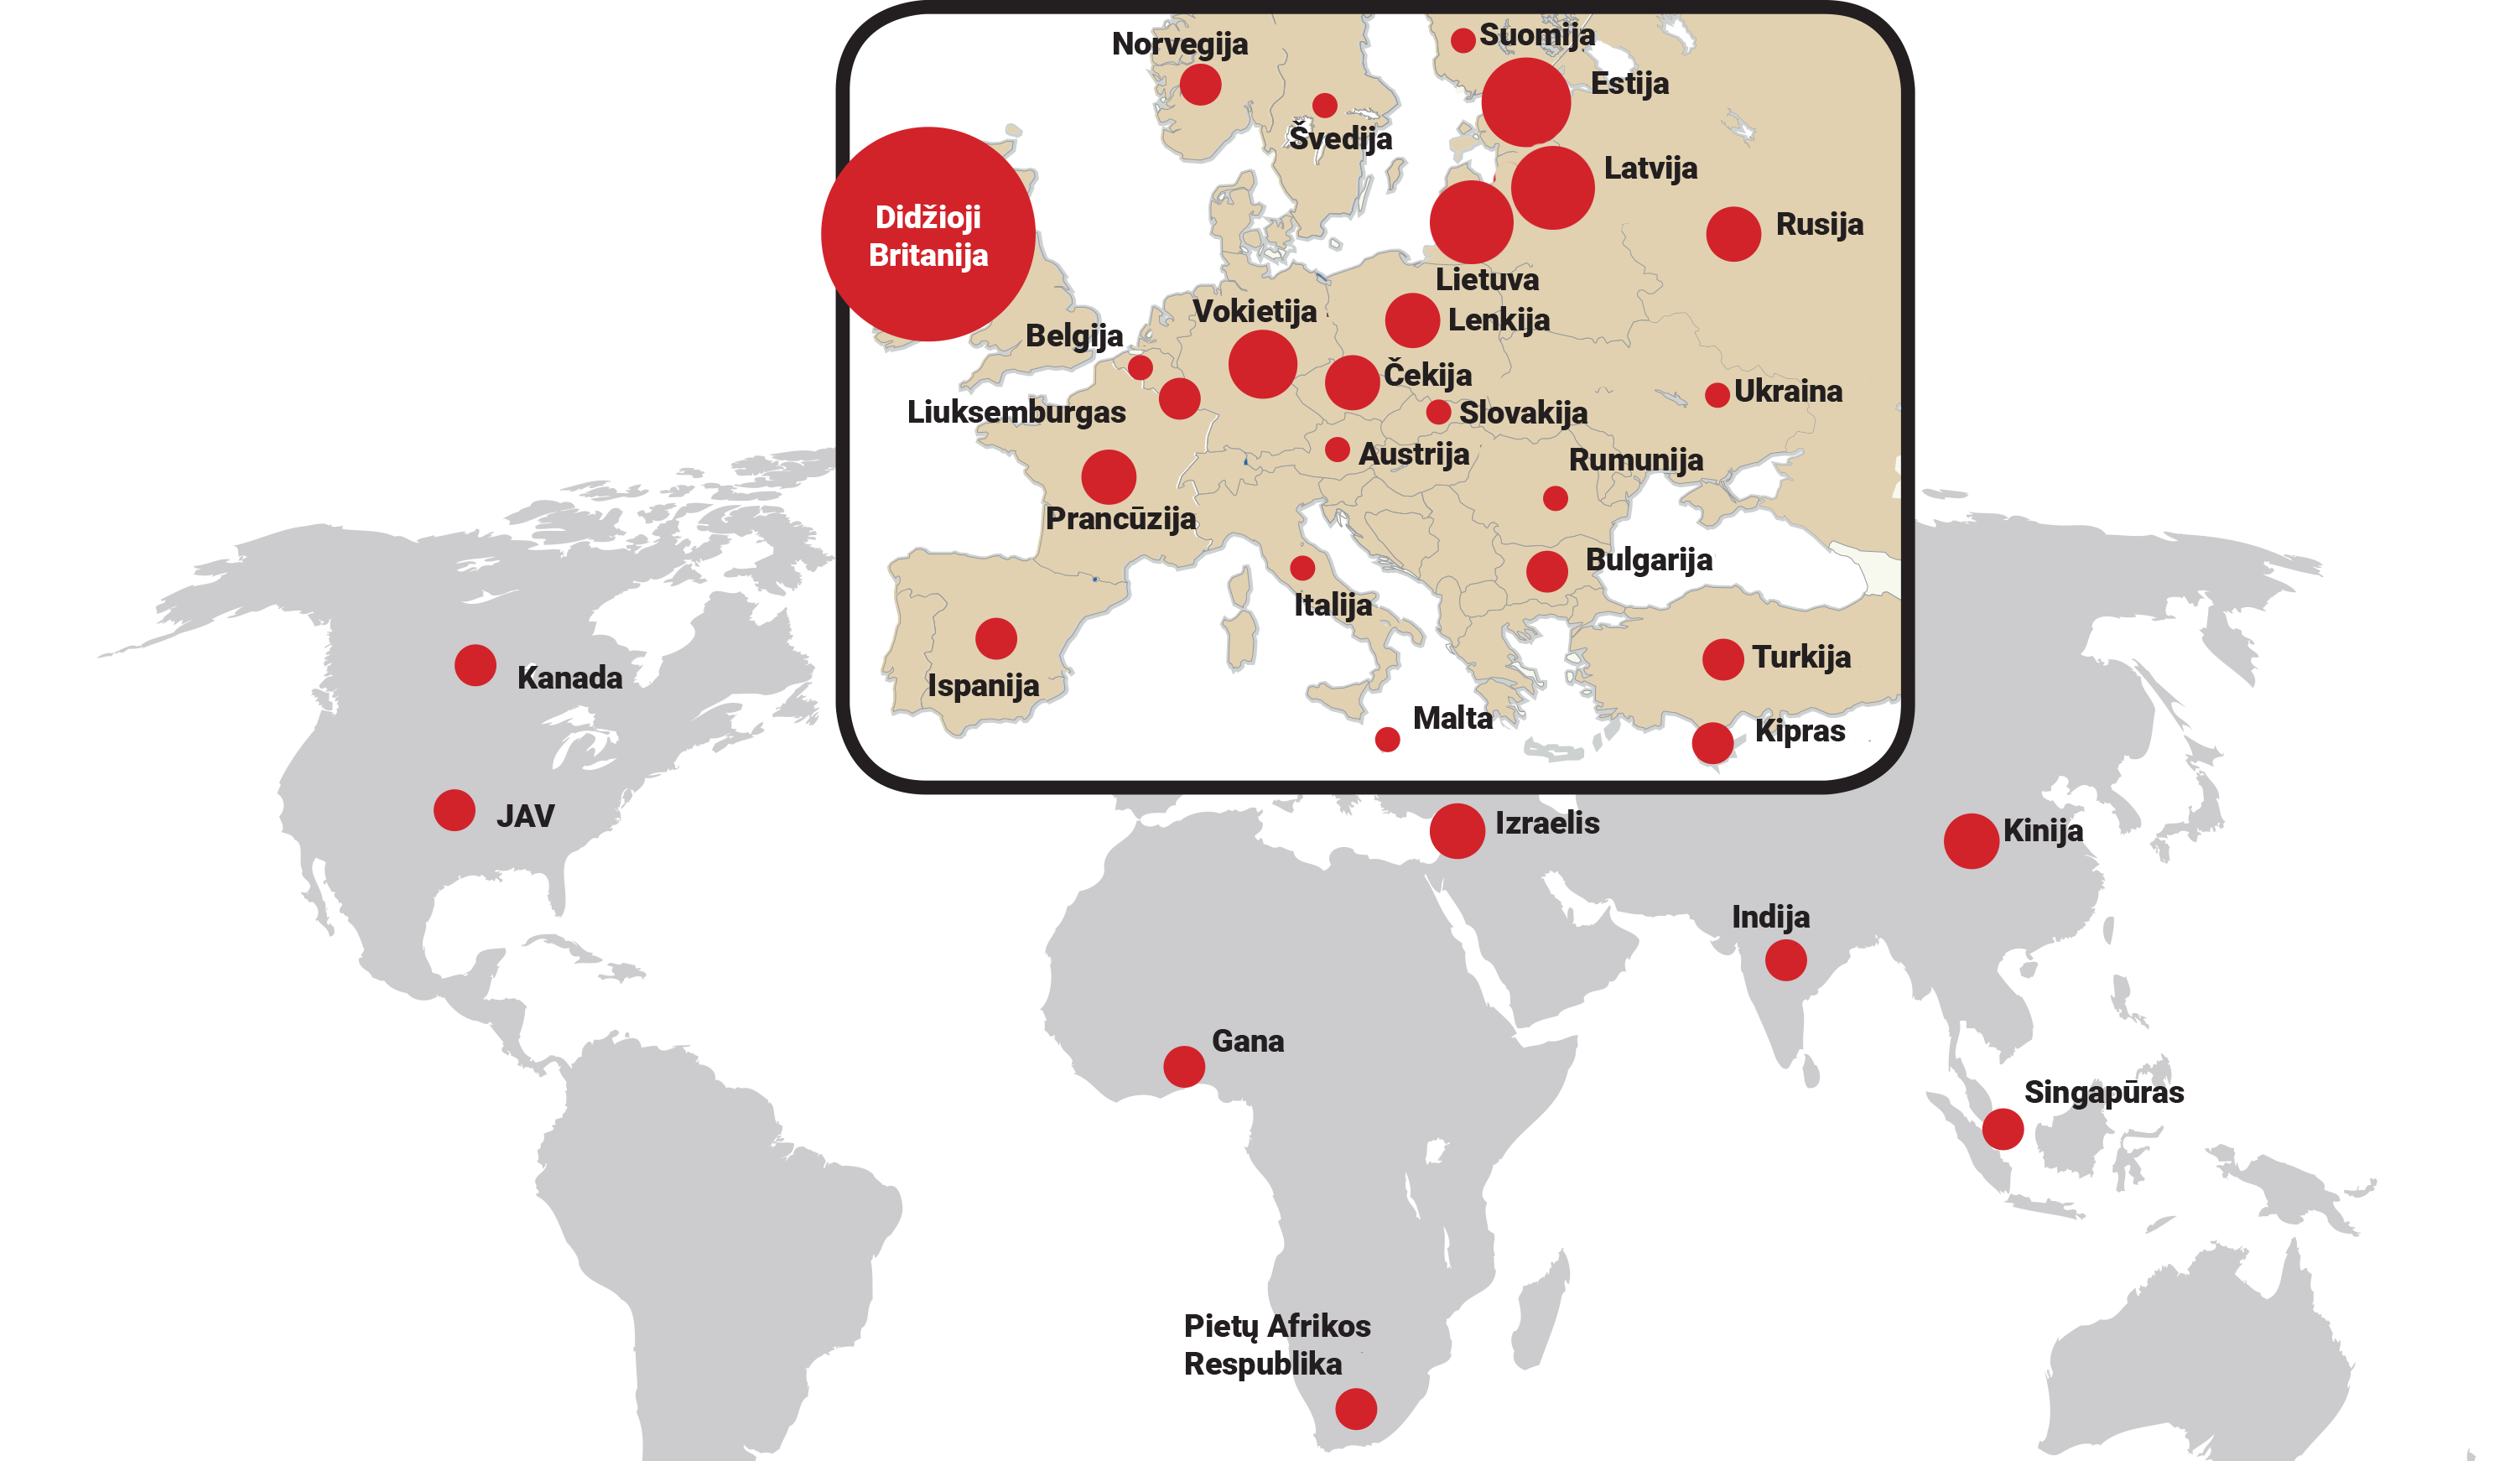 Norvegija
Suomija
Estija
Švedija
Latvija
Didžioji
Britanija
Rusija
Lietuva
Vokietija
Lenkija
Belgija
Čekija
Ukraina
Liuksemburgas
Slovakija
Austrija
Rumunija
Prancūzija
Bulgarija
Italija
Turkija
Kanada
Ispanija
Malta
Kipras
JAV
Izraelis
Kinija
Indija
Gana
Singapūras
Pietų Afrikos
Respublika